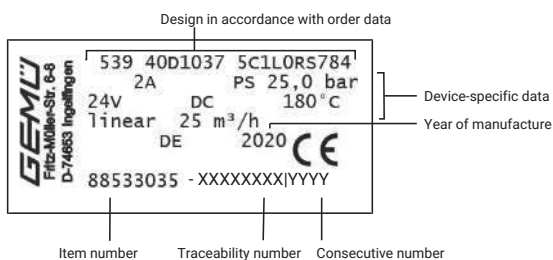 Design in accordance with order data
GEMÜ
Fritz-Müller-Str. 6-8
D-74653 Ingelfingen
539 40D1037 5C1L0RS784
2A PS 25,0 bar
24V DC 180°C
linear 25 m³/h
DE 2020 CE
88533035 -XXXXXXXX|YYYY
Device-specific data
Year of manufacture
Item number Traceability number Consecutive number